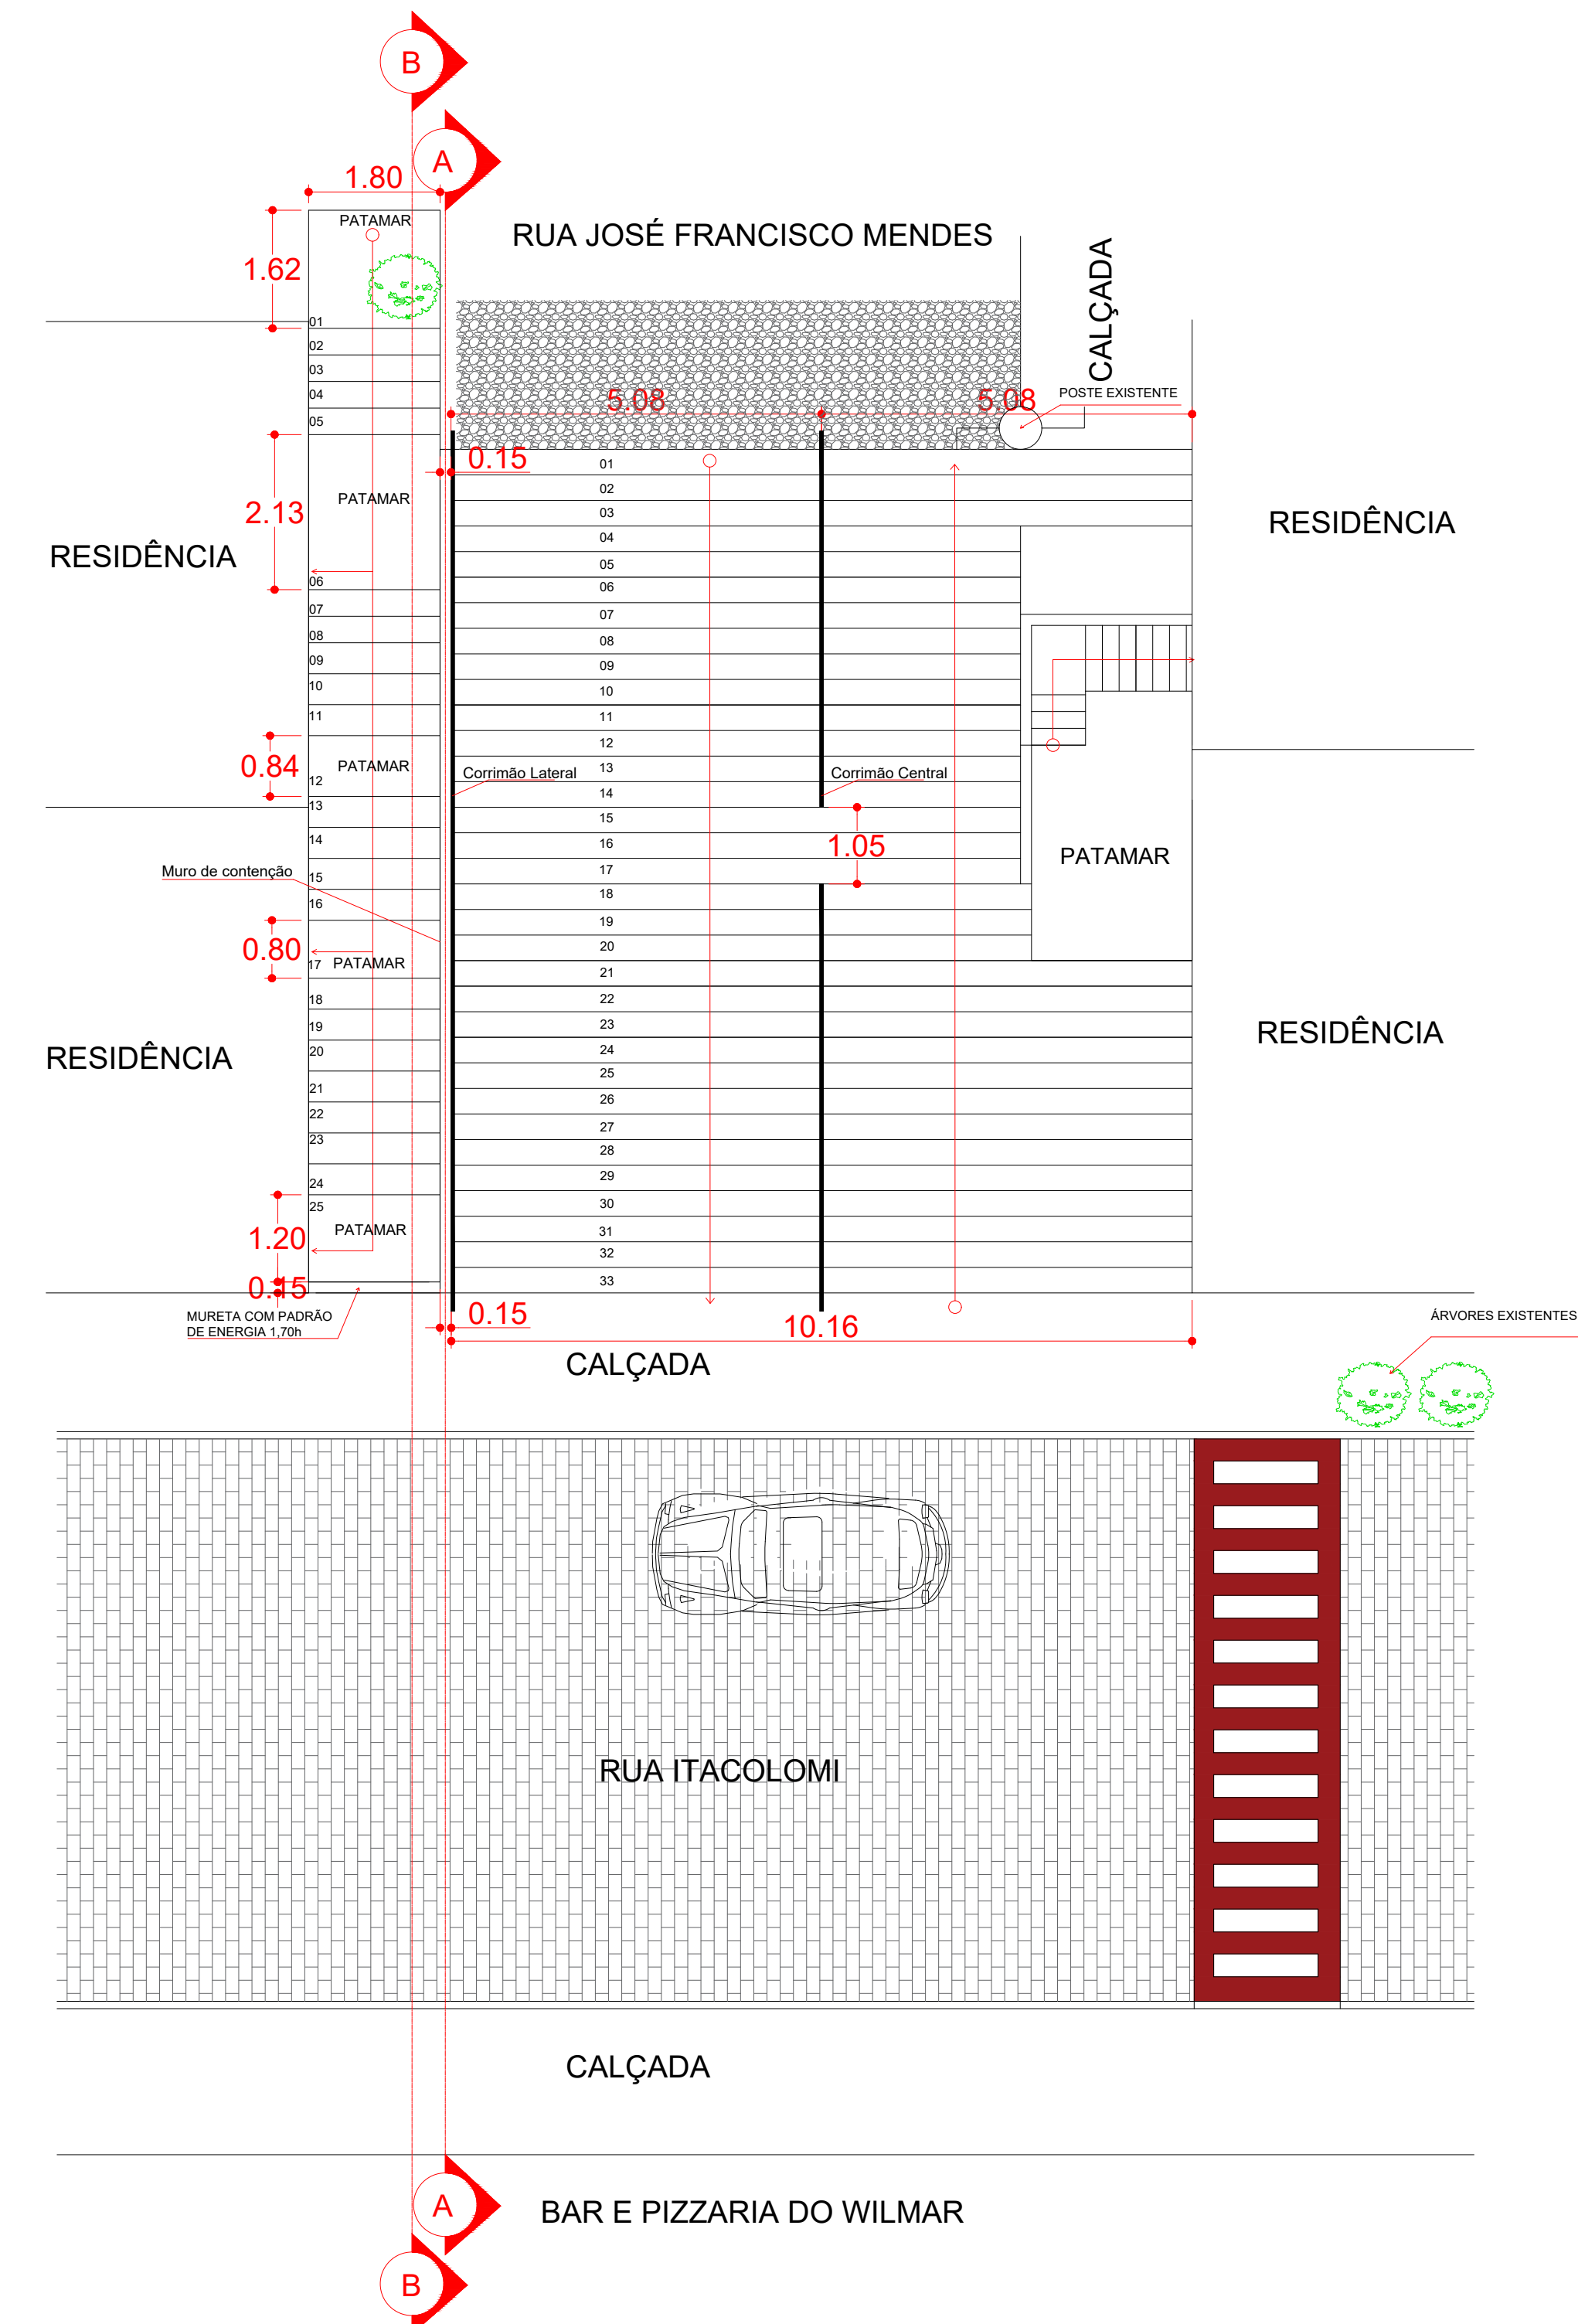 B
A
1.80
PATAMAR
RUA JOSÉ FRANCISCO MENDES
CALÇADA
1.62
01
02
03
04
05
5.08
5.08
POSTE EXISTENTE
0.15
PATAMAR
2.13
RESIDÊNCIA
RESIDÊNCIA
06
07
08
09
10
11
0.84
PATAMAR
12
13
14
15
16
Muro de contenção
0.80
17
PATAMAR
18
19
20
21
22
23
24
25
RESIDÊNCIA
1.20
PATAMAR
0.15
MURETA COM PADRÃO
DE ENERGIA 1,70h
01
02
03
04
05
06
07
08
09
10
11
12
13
14
15
16
17
18
19
20
21
22
23
24
25
26
27
28
29
30
31
32
33
Corrimão Lateral
Corrimão Central
1.05
PATAMAR
RESIDÊNCIA
0.15
10.16
ÁRVORES EXISTENTES
CALÇADA
RUA ITACOLOMI
CALÇADA
A
BAR E PIZZARIA DO WILMAR
B